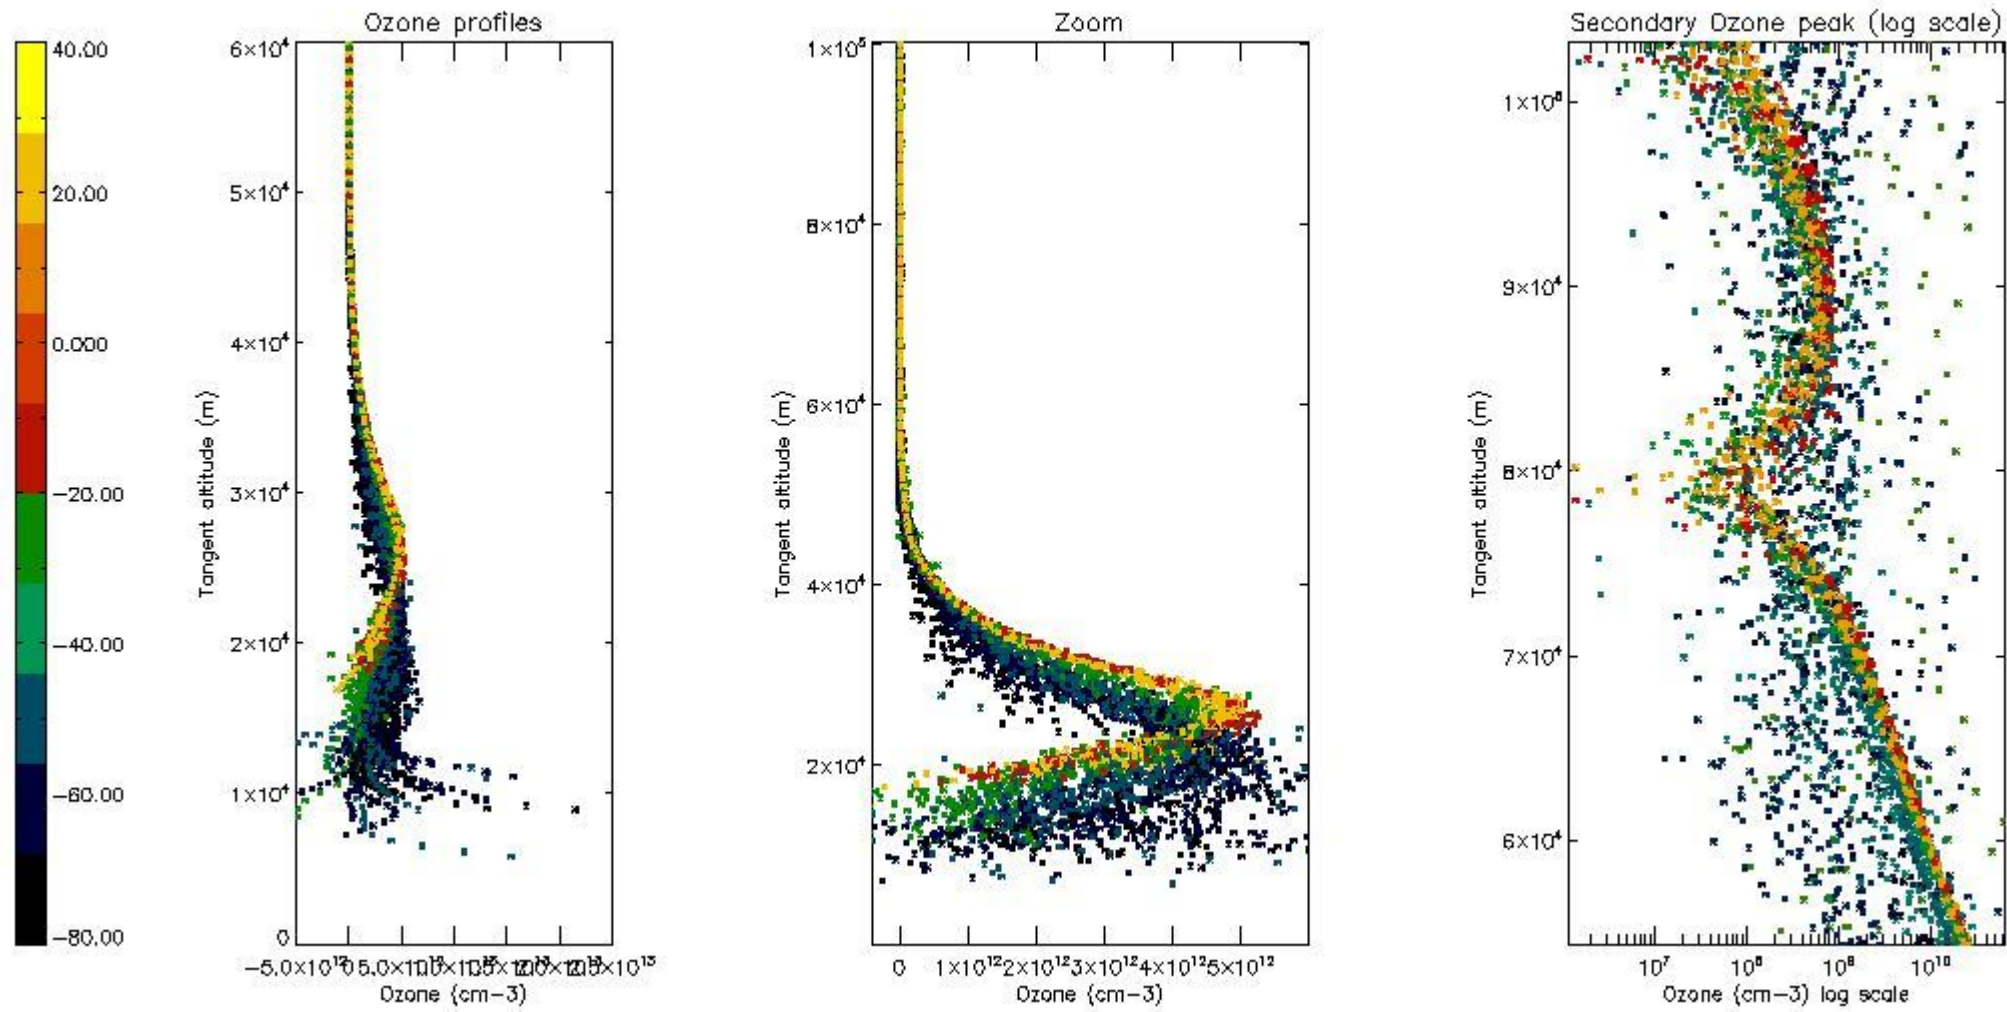 Ozone profiles
Zoom
Secondary Ozone peak (log scale)
40.00
20.00
0.000
−20.00
−40.00
−60.00
−80.00
6×10⁴
5×10⁴
4×10⁴
3×10⁴
2×10⁴
1×10⁴
0
Tangent altitude (m)
−5.0×10¹²
Ozone (cm−3)
1×10⁵
8×10⁴
6×10⁴
4×10⁴
2×10⁴
Tangent altitude (m)
0 1×10¹² 2×10¹² 3×10¹² 4×10¹² 5×10¹²
Ozone (cm−3)
1×10⁵
9×10⁴
8×10⁴
7×10⁴
6×10⁴
Tangent altitude (m)
10⁷ 10⁸ 10⁹ 10¹⁰
Ozone (cm−3) log scale